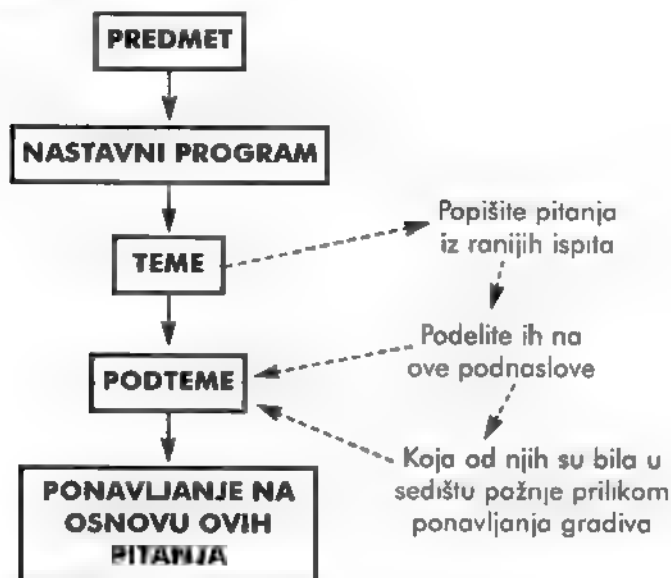 PREDMET
NASTAVNI PROGRAM
TEME
Popišite pitanja
iz ranijih ispita
Podelite ih na
ove podnaslove
PODTEME
Koja od njih su bila u
sedištu pažnje prilikom
ponavljanja gradiva
PONAVLJANJE NA
OSNOVU OVIH
PITANJA